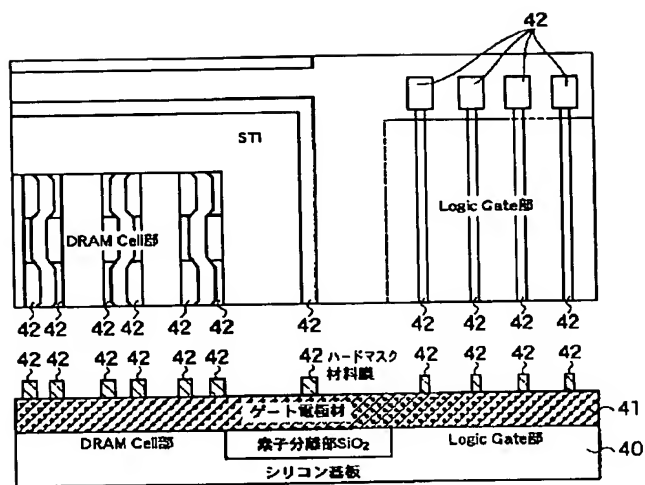 42
STI
Logic Gate部
DRAM Cell部
42 42 42 42 42 42 42 42 42 42 42
42 42 42 42 42 42 42 ハードマスク 42 42 42 42
材料膜
ゲート電極材 41
DRAM Cell部 素子分離部SiO₂ Logic Gate部 40
シリコン基板